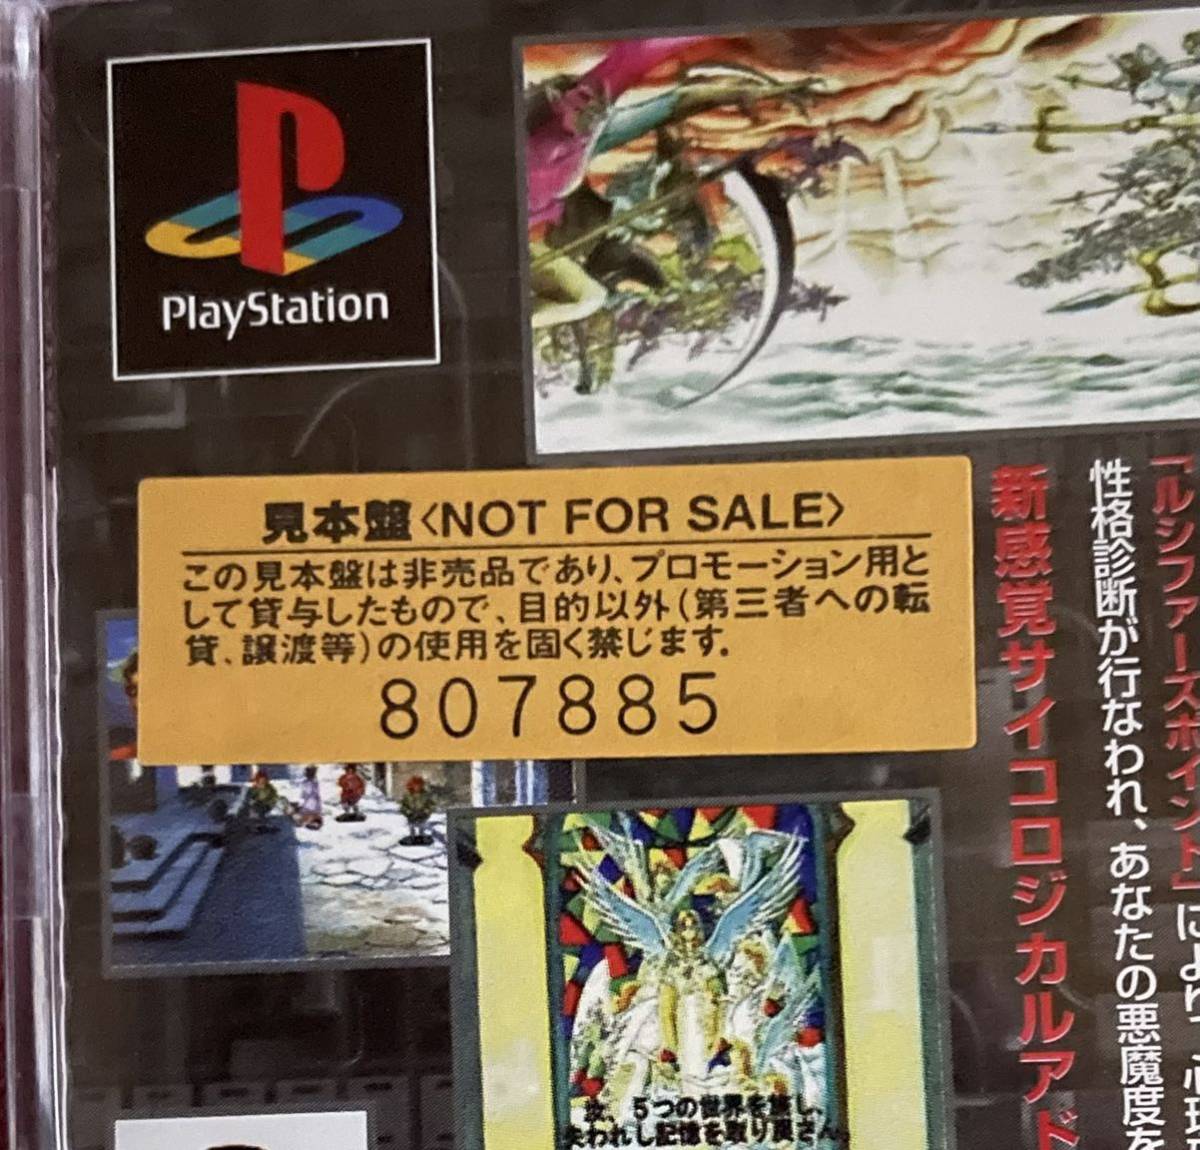 PlayStation
見本盤〈NOT FOR SALE〉
この見本盤は非売品であり、プロモーション用と
して貸与したもので、目的以外(第三者への転
貸、譲渡等)の使用を固く禁じます。
807885
「ルシファーズポイント」により、心理
性格診断が行なわれ、あなたの悪魔度を
新感覚サイコロジカルアド
汝、5つの世界を旅し、
失われし記憶を取り戻さん。